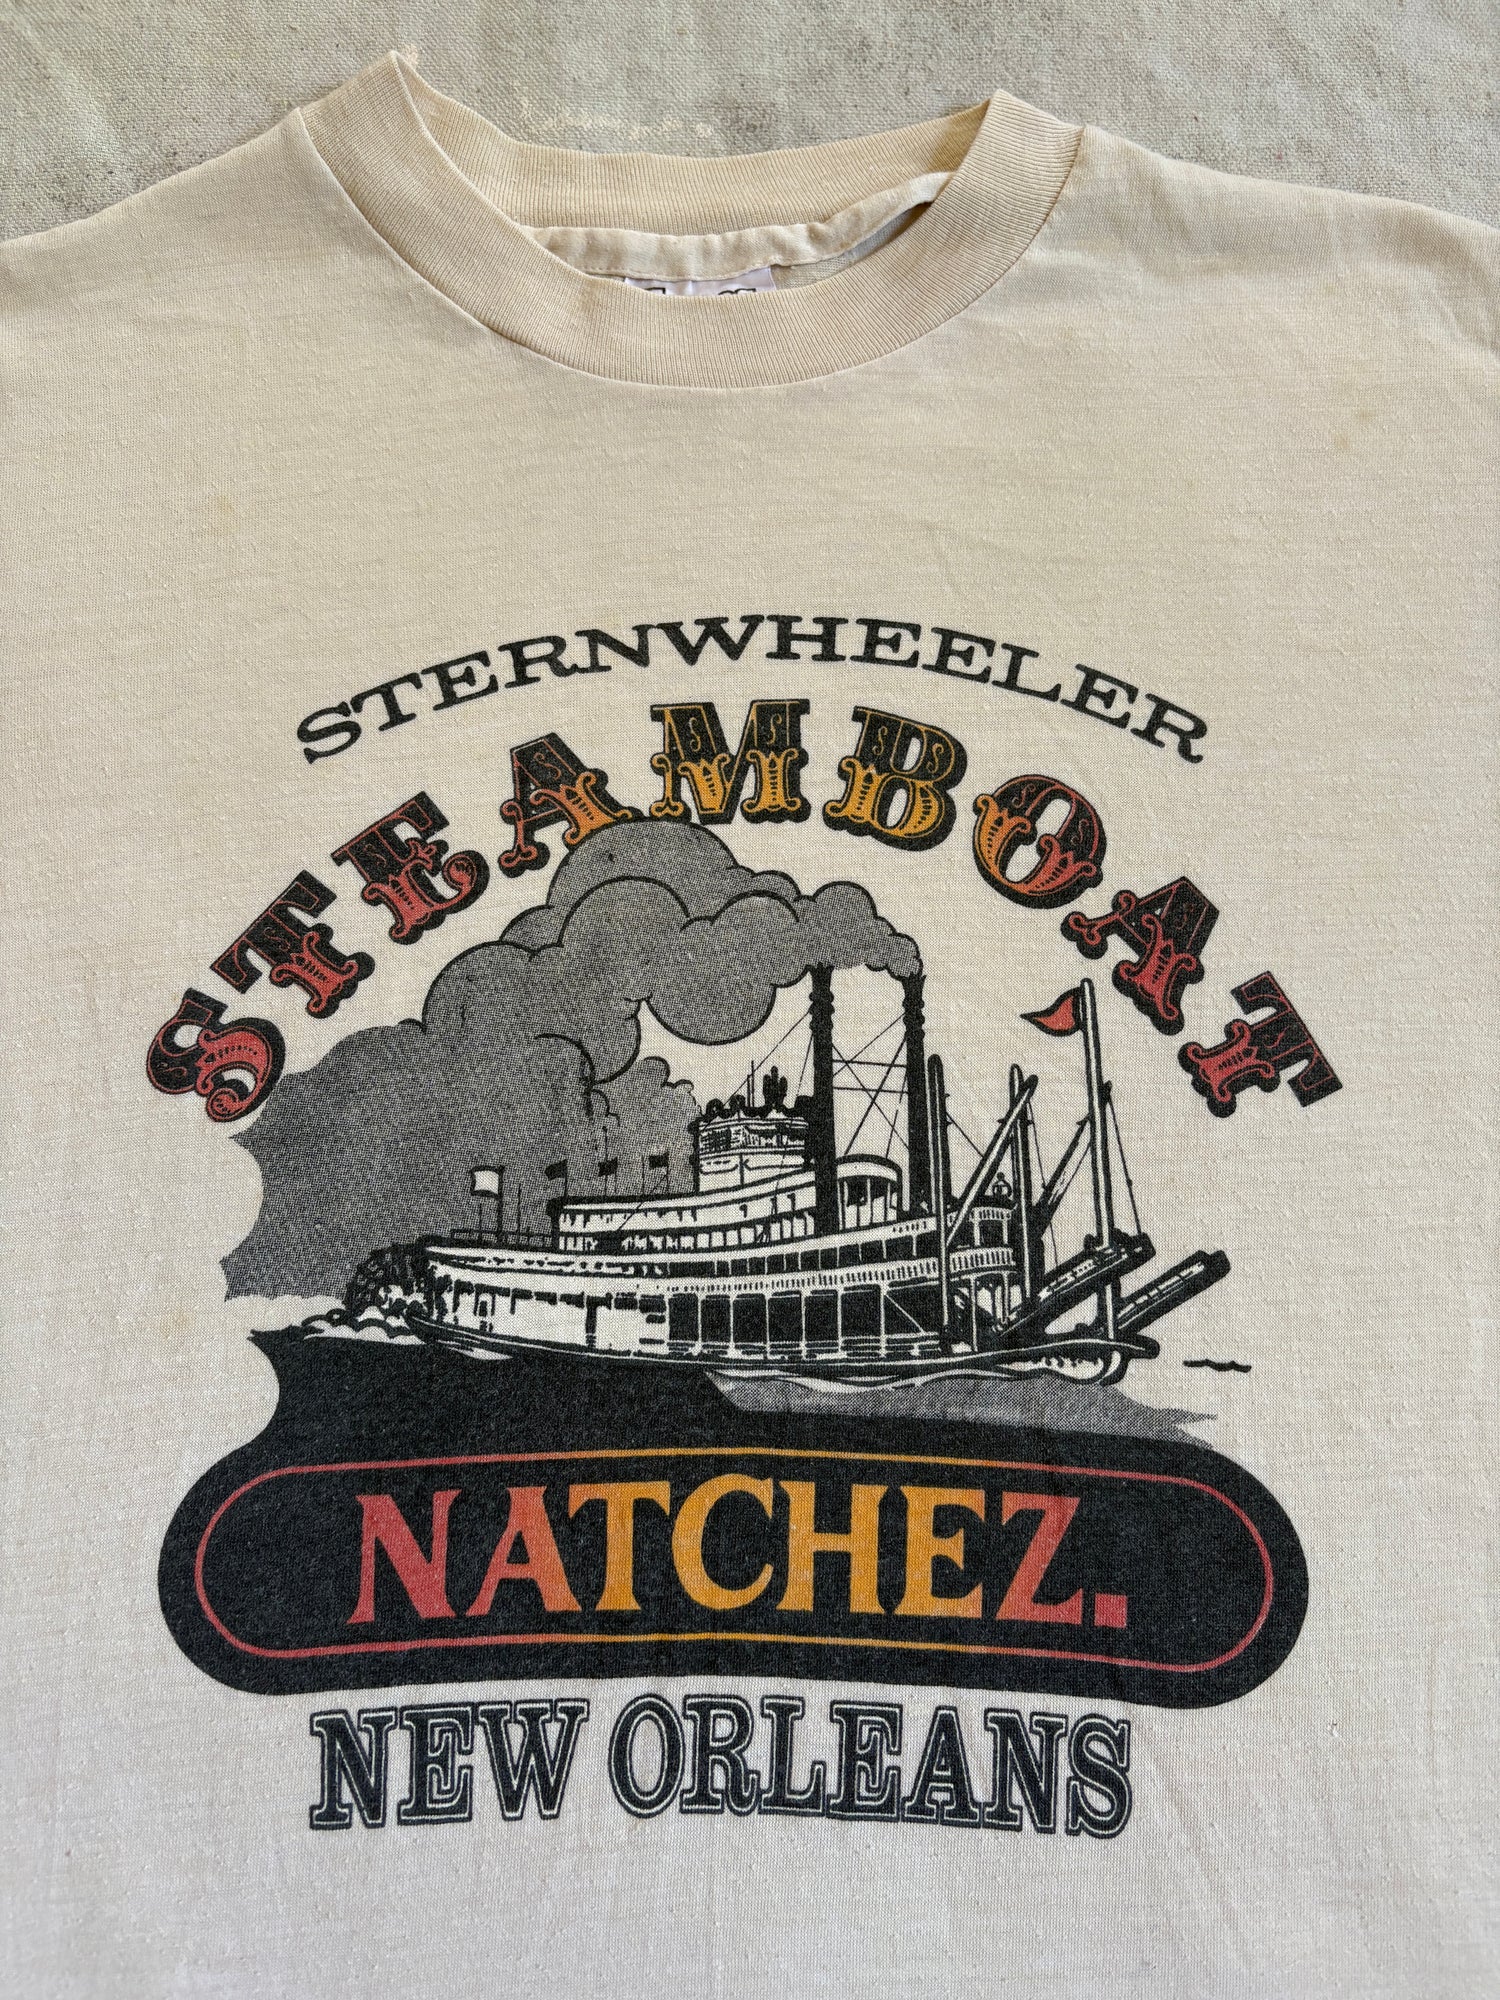 STERNWHEELER
STEAMBOAT
NATCHEZ.
NEW ORLEANS